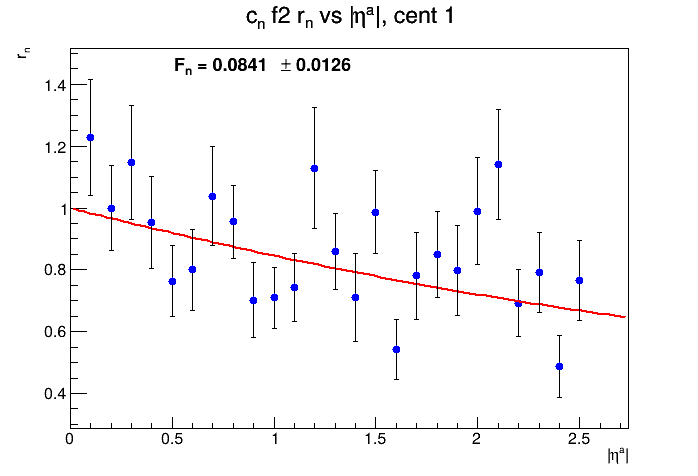 c_n f2 r_n vs |η^a|, cent 1
r_n
F_n = 0.0841 ± 0.0126
1.4
1.2
1
0.8
0.6
0.4
0 0.5 1 1.5 2 2.5
|η^a|